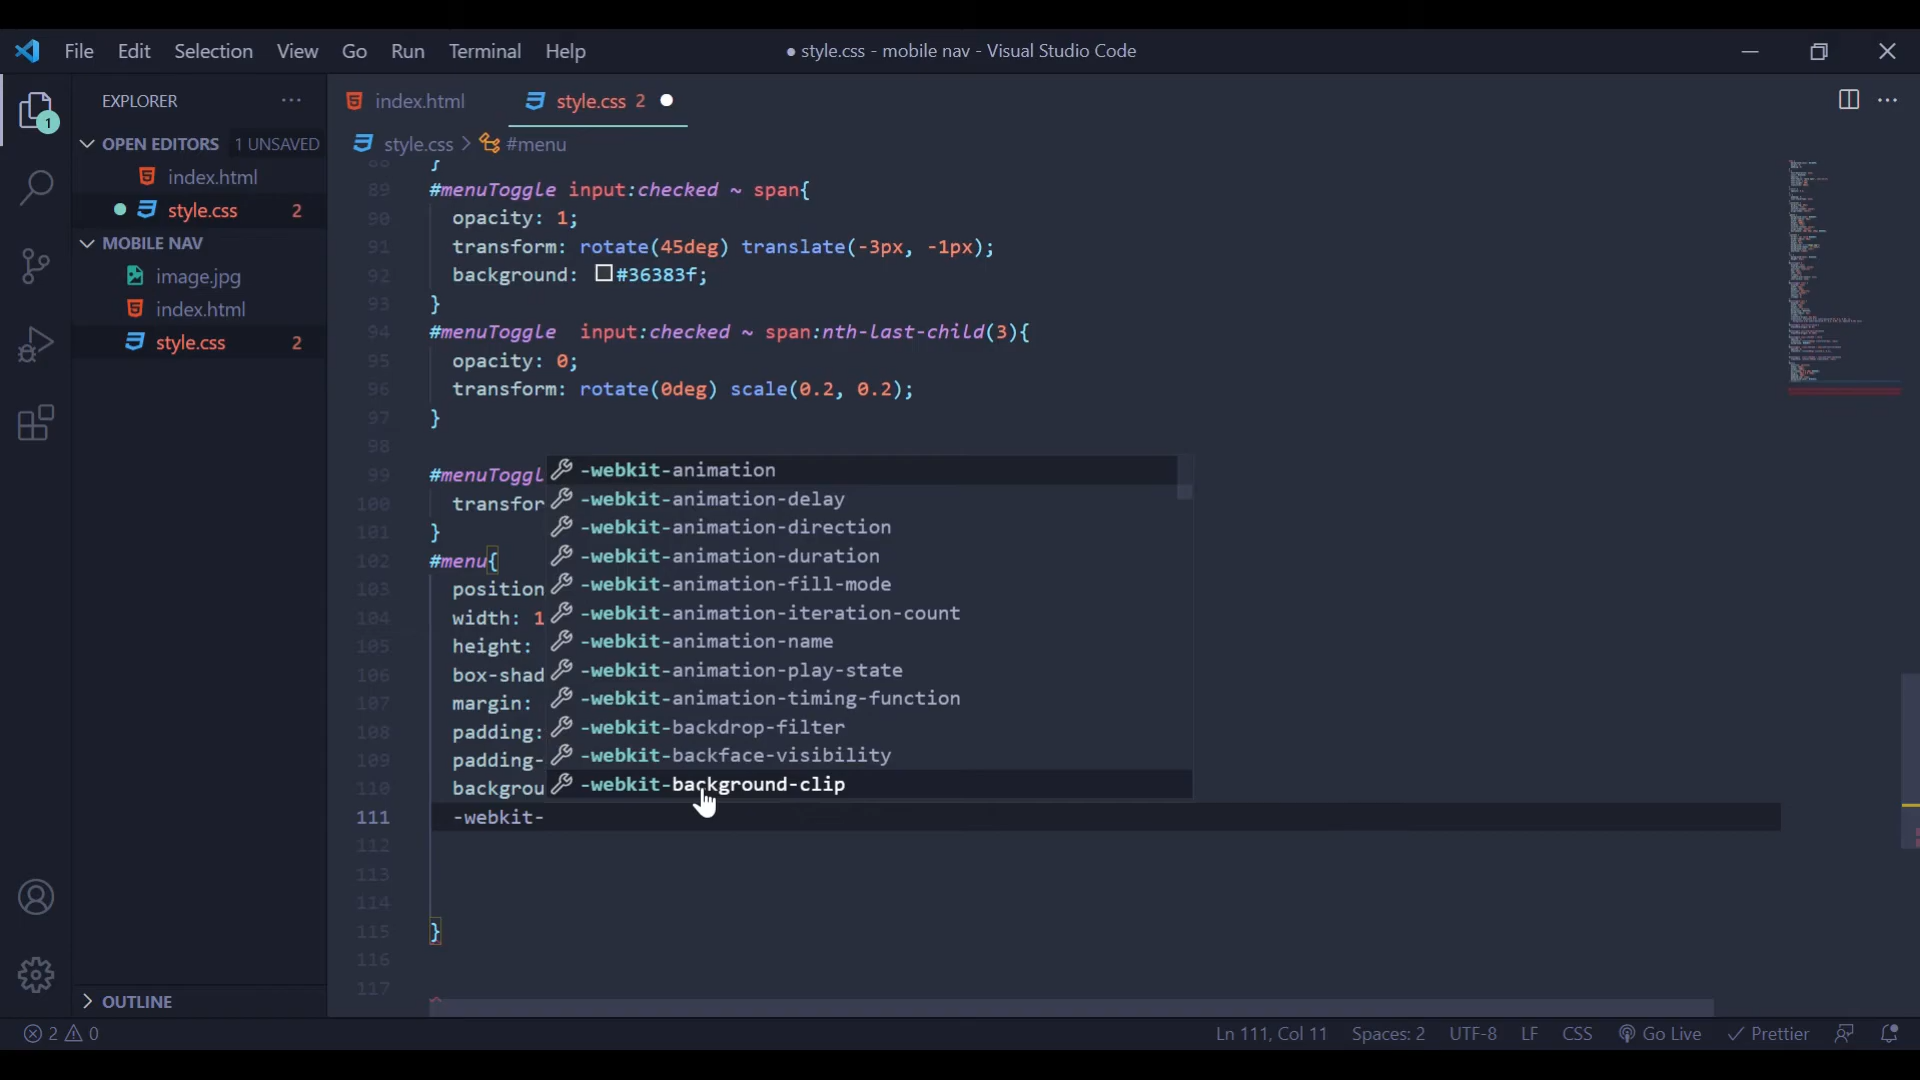 File Edit Selection View Go Run Terminal Help
● style.css - mobile nav - Visual Studio Code
EXPLORER
OPEN EDITORS 1 UNSAVED
index.html
style.css 2
MOBILE NAV
image.jpg
index.html
style.css 2
OUTLINE
1
index.html style.css 2
style.css > #menu
88 {
89 #menuToggle input:checked ~ span{
90 opacity: 1;
91 transform: rotate(45deg) translate(-3px, -1px);
92 background: #36383f;
93 }
94 #menuToggle  input:checked ~ span:nth-last-child(3){
95 opacity: 0;
96 transform: rotate(0deg) scale(0.2, 0.2);
97 }
98
99 #menuToggl
100 transfor
101 }
102 #menu{
103 position
104 width: 1
105 height:
106 box-shad
107 margin:
108 padding:
109 padding-
110 backgrou
111 -webkit-
112
113
114
115 }
116
117
-webkit-animation
-webkit-animation-delay
-webkit-animation-direction
-webkit-animation-duration
-webkit-animation-fill-mode
-webkit-animation-iteration-count
-webkit-animation-name
-webkit-animation-play-state
-webkit-animation-timing-function
-webkit-backdrop-filter
-webkit-backface-visibility
-webkit-background-clip
2 0 Ln 111, Col 11 Spaces: 2 UTF-8 LF CSS Go Live Prettier